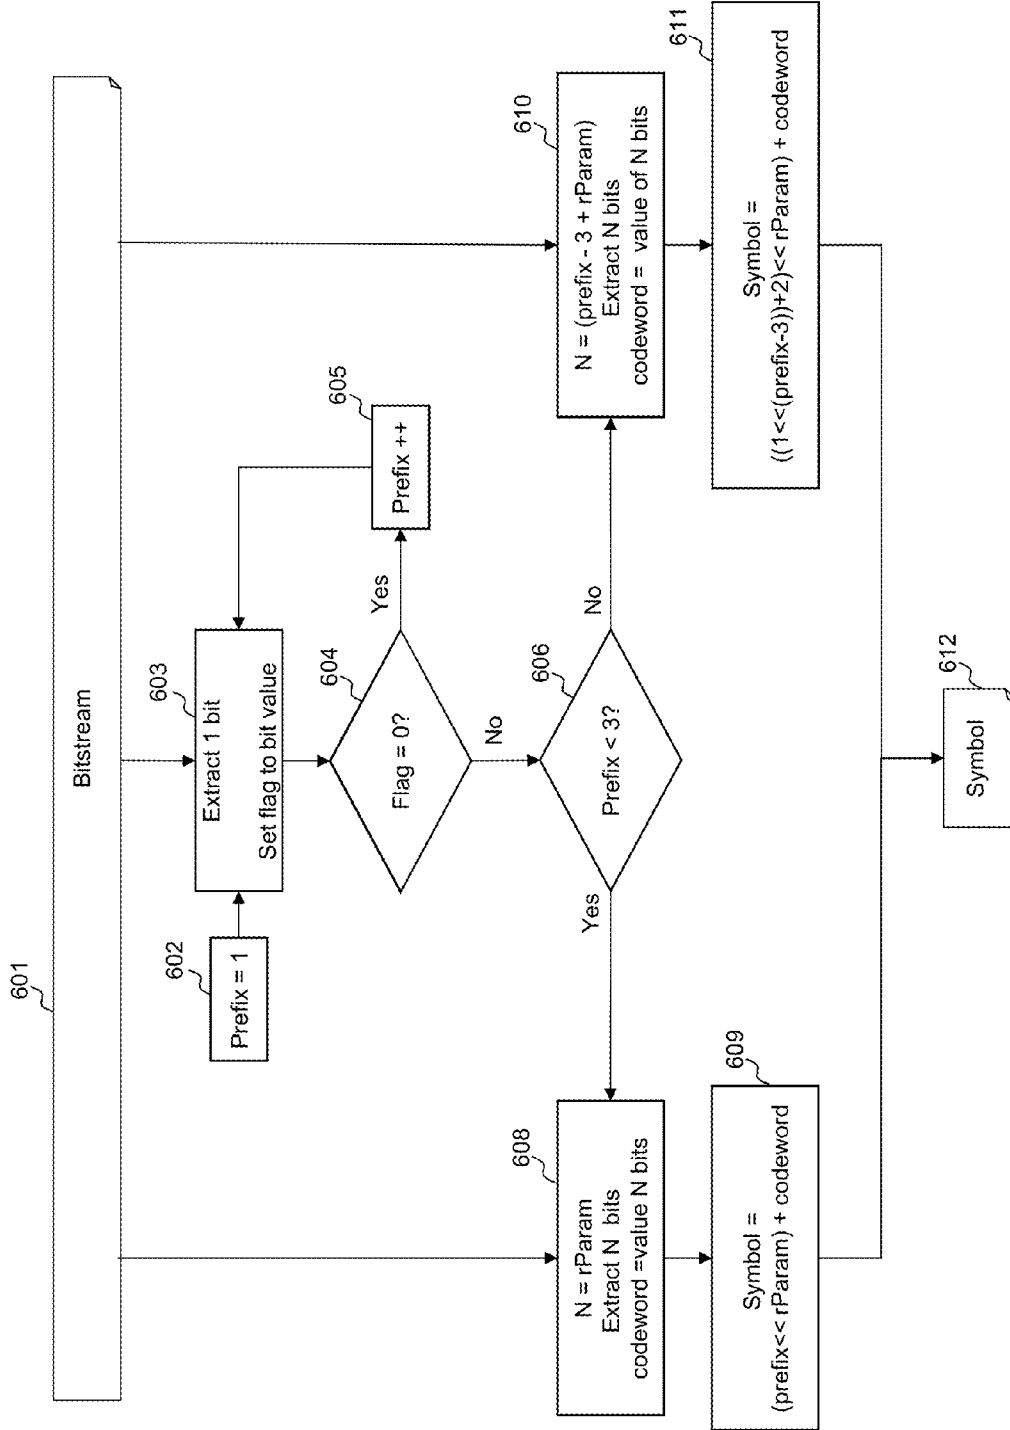 601
Bitstream
602
Prefix = 1
603
Extract 1 bit
Set flag to bit value
604
Flag = 0?
Yes
605
Prefix ++
No
606
Prefix < 3?
Yes
No
608
N = rParam
Extract N bits
codeword =value N bits
609
Symbol =
(prefix<< rParam) + codeword
610
N = (prefix - 3 + rParam)
Extract N bits
codeword = value of N bits
611
Symbol =
((1<<(prefix-3))+2)<< rParam) + codeword
612
Symbol